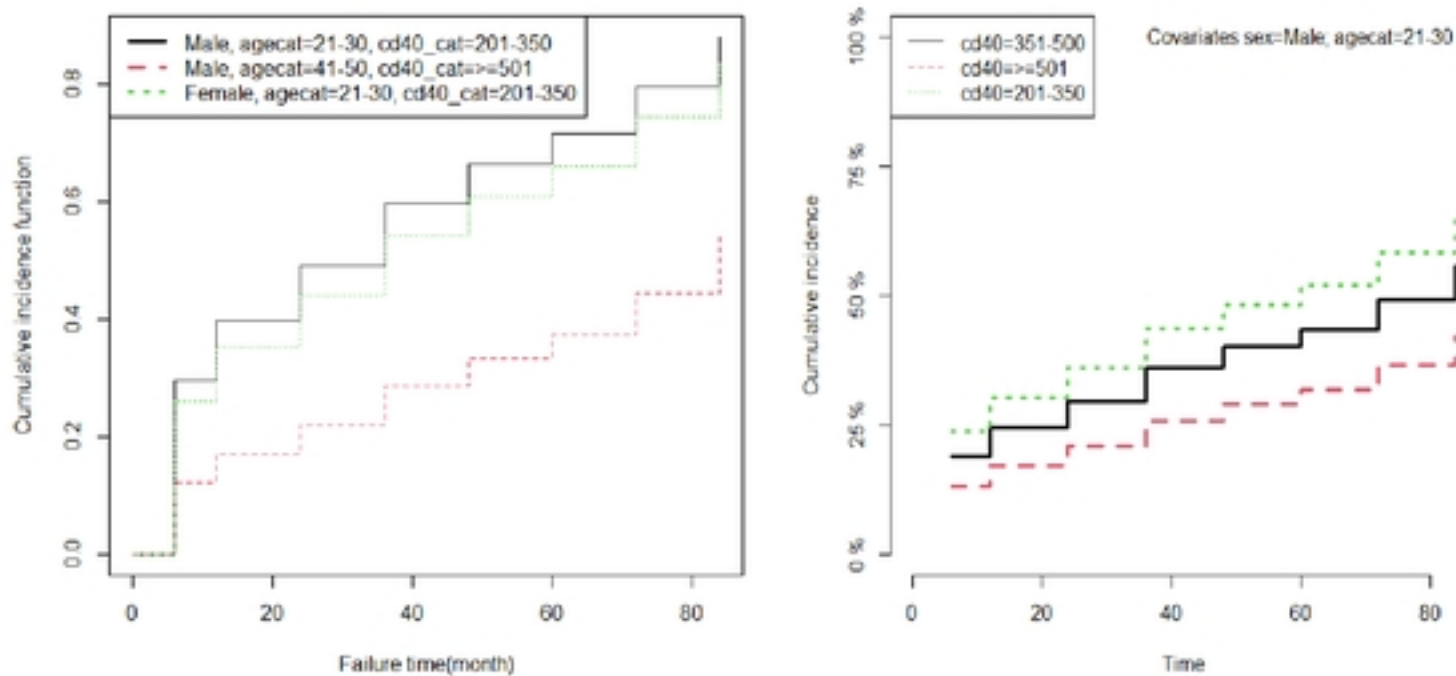 Male, agecat=21-30, cd40_cat=201-350
Male, agecat=41-50, cd40_cat=>=501
Female, agecat=21-30, cd40_cat=201-350
Cumulative incidence function
0.8
0.6
0.4
0.2
0.0
0 20 40 60 80
Failure time(month)
cd40=351-500
cd40=>=501
cd40=201-350
Covariates sex=Male; agecat=21-30
Cumulative incidence
100 %
75 %
50 %
25 %
0 %
0 20 40 60 80
Time